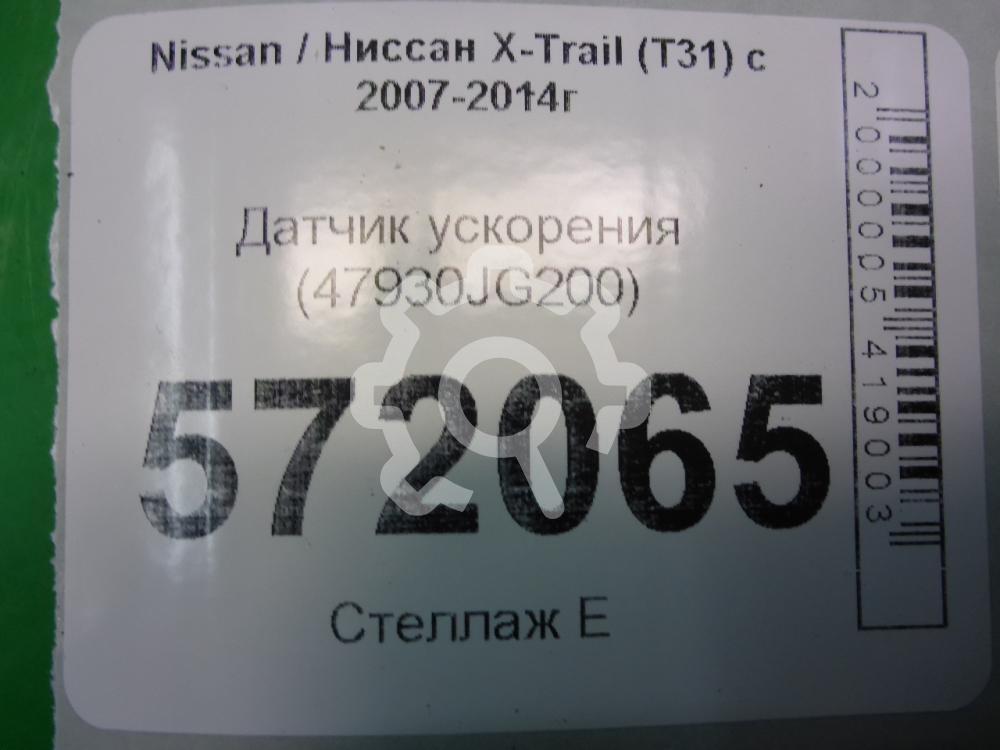 Nissan / Ниссан X-Trail (T31) с
2007-2014г
Датчик ускорения
(47930JG200)
572065
Стеллаж Е
2000005419003